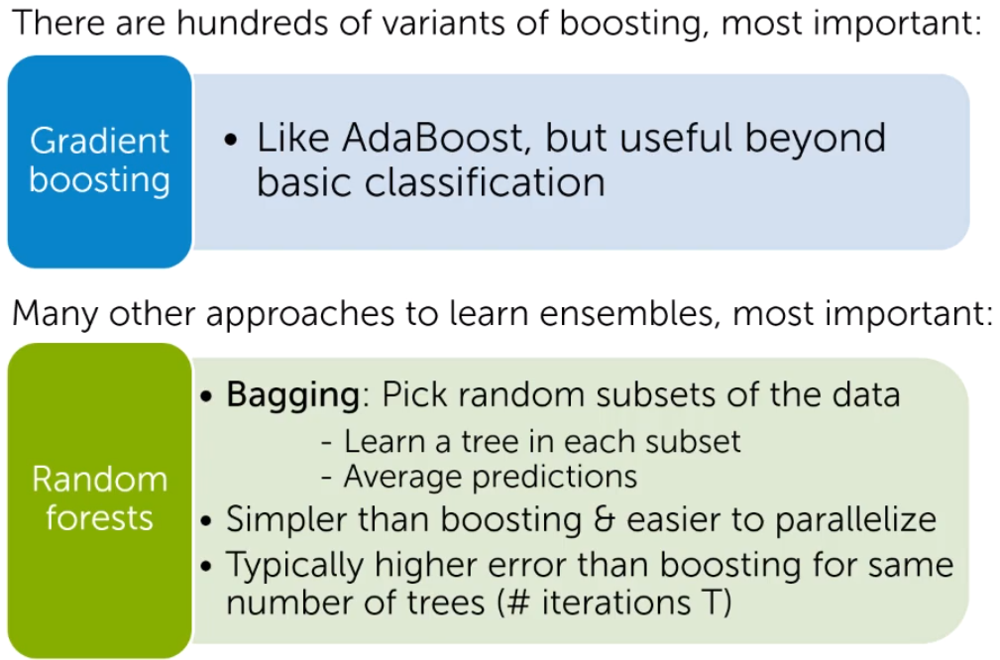 There are hundreds of variants of boosting, most important:
Gradient
boosting
• Like AdaBoost, but useful beyond
basic classification
Many other approaches to learn ensembles, most important:
Random
forests
• Bagging: Pick random subsets of the data
- Learn a tree in each subset
- Average predictions
• Simpler than boosting & easier to parallelize
• Typically higher error than boosting for same
number of trees (# iterations T)